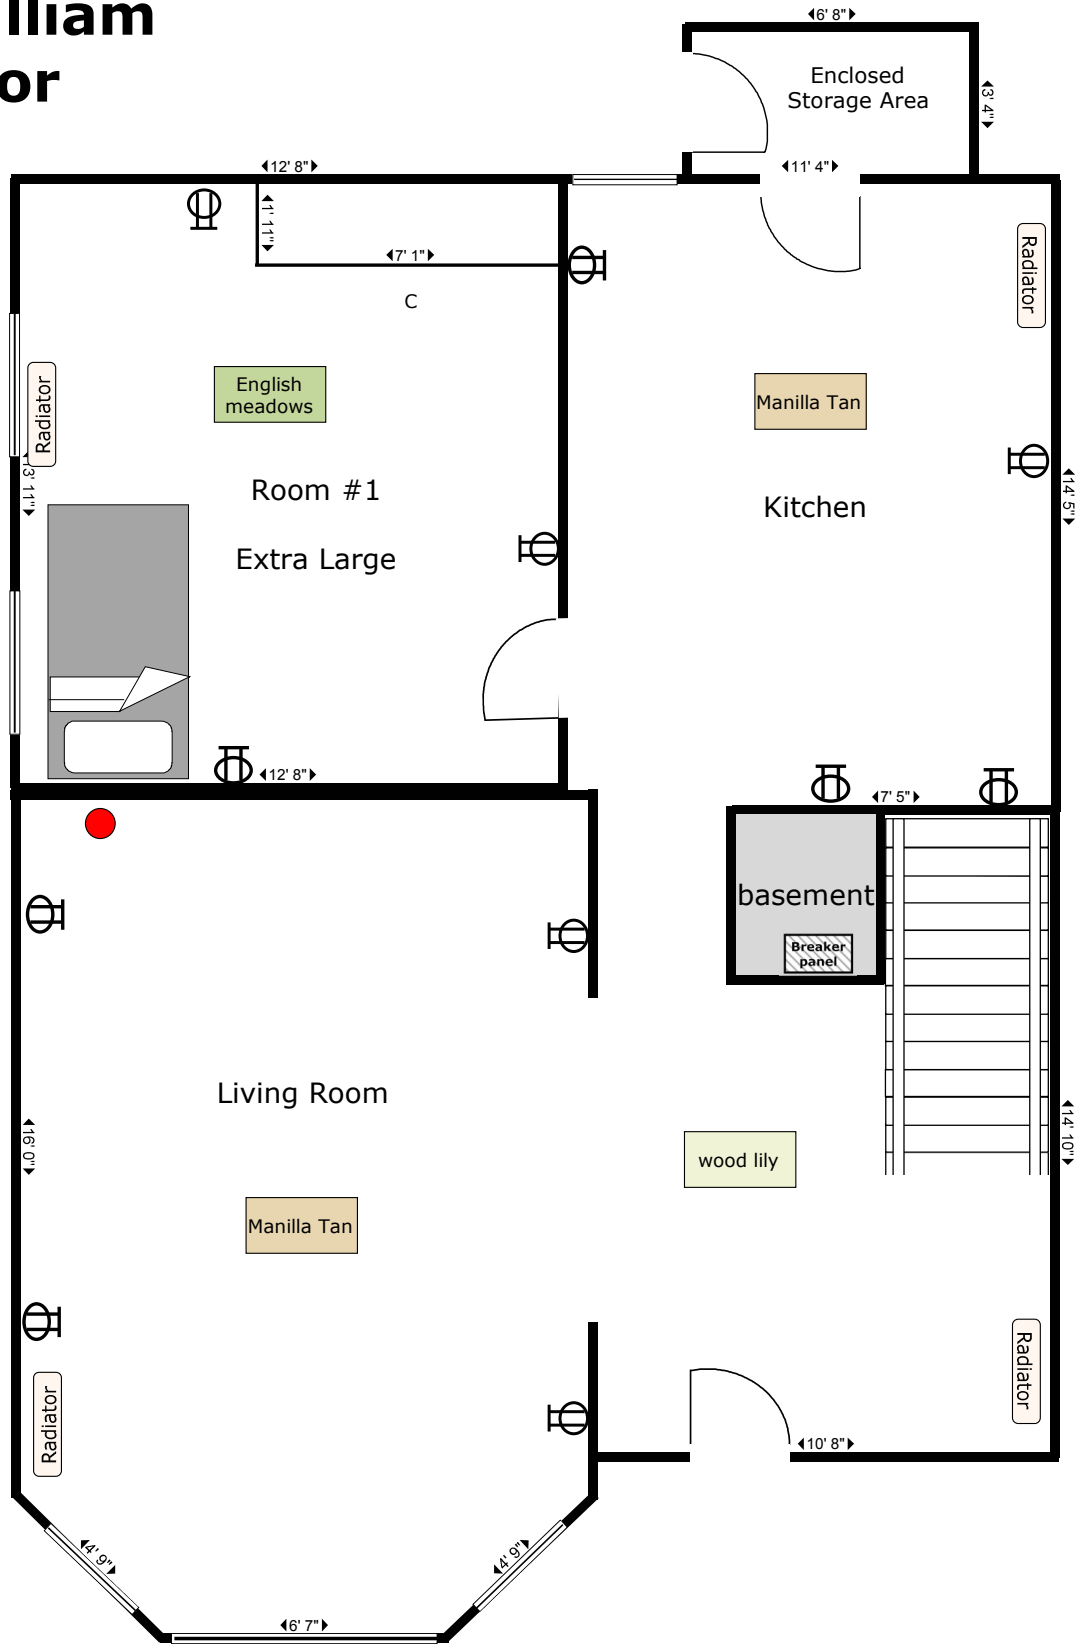 lliam
or
6' 8"
Enclosed
Storage Area
3' 4"
12' 8"
11' 4"
1' 11"
7' 1"
C
Radiator
English
meadows
Manilla Tan
Radiator
13' 11"
Room #1
Extra Large
Kitchen
14' 5"
12' 8"
7' 5"
basement
Breaker
panel
Living Room
16' 0"
wood lily
14' 10"
Manilla Tan
Radiator
Radiator
10' 8"
4' 9"
4' 9"
6' 7"